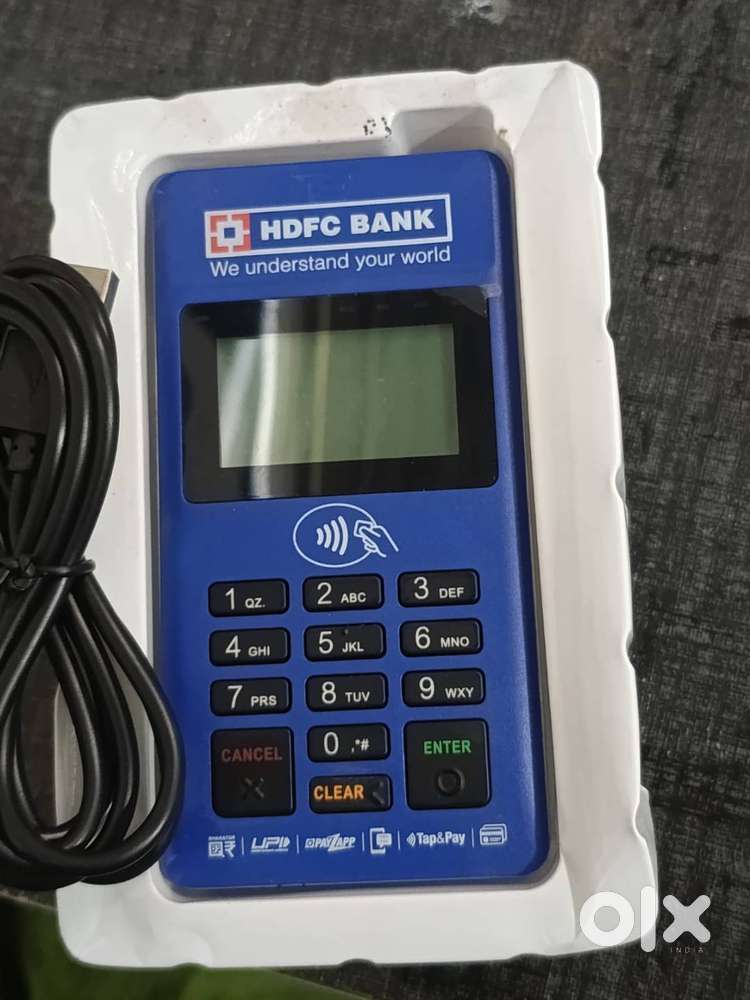 HDFC BANK
We understand your world
1 QZ. 2 ABC 3 DEF
4 GHI 5 JKL 6 MNO
7 PRS 8 TUV 9 WXY
CANCEL 0 .*# ENTER
CLEAR
BHARATQR UPI PAYZAPP Tap&Pay
olx
INDIA